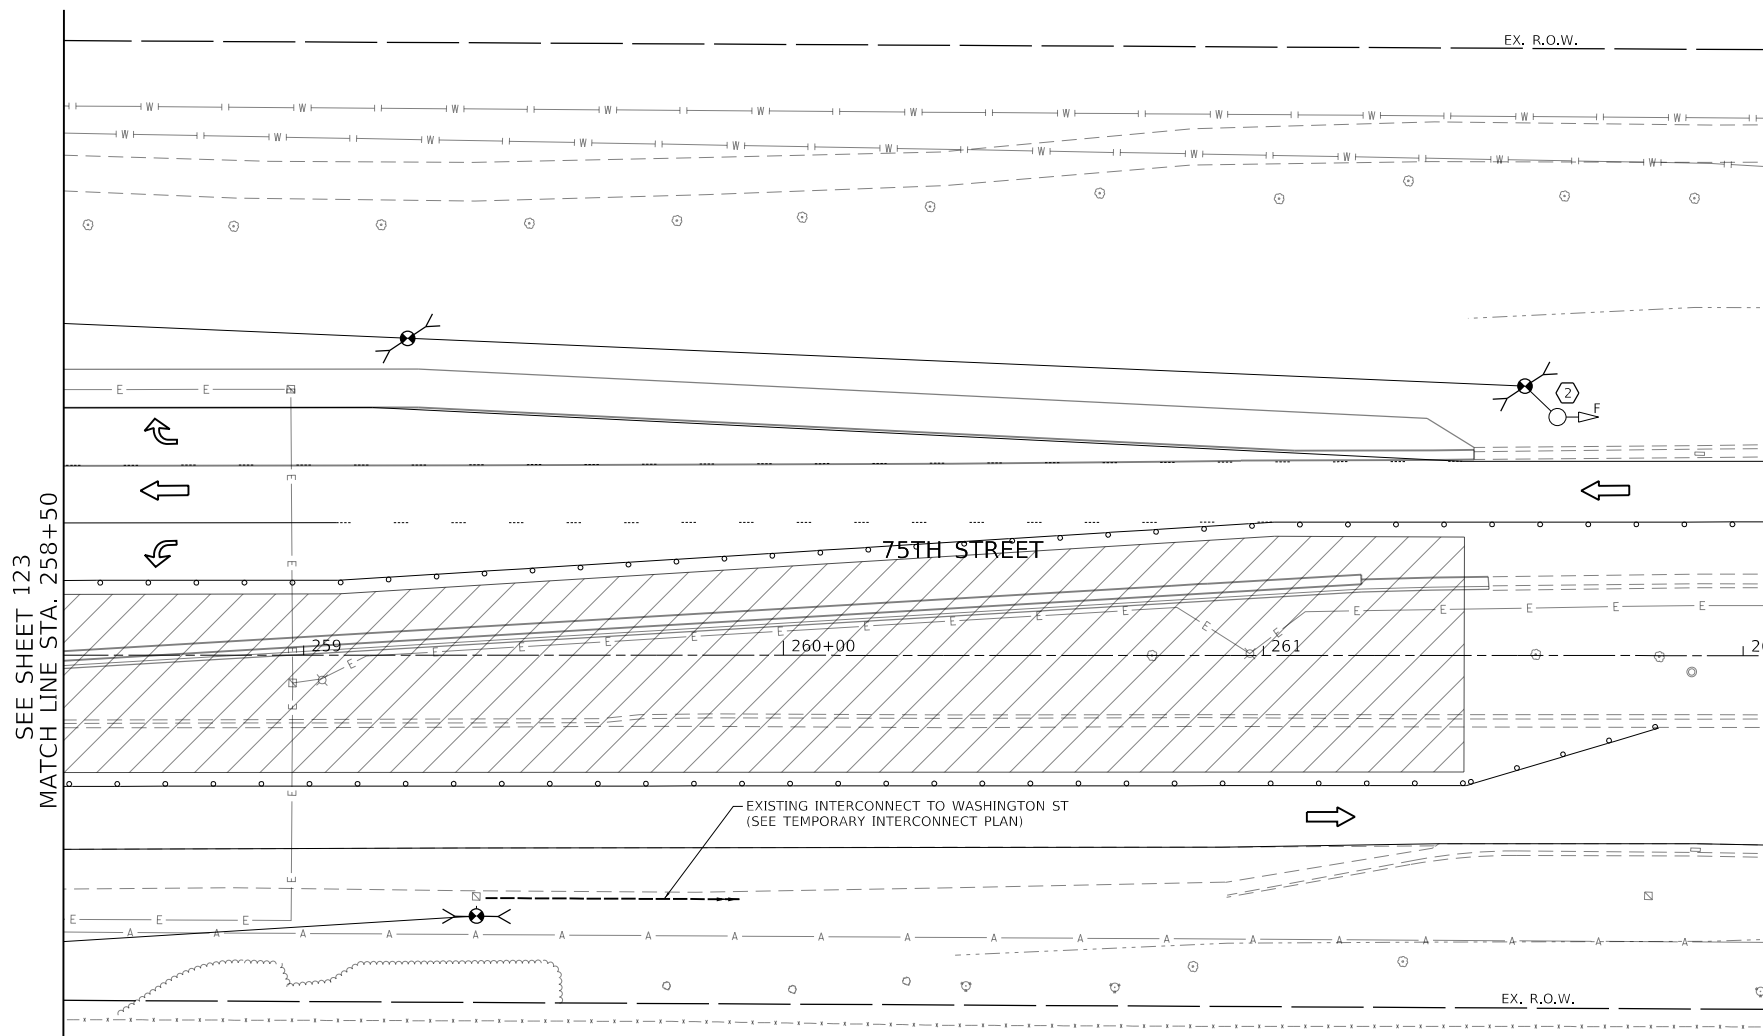 EX. R.O.W.
W W W W W W W W W W W
W W W W W W W W W W W
2
F
E E
E
E
SEE SHEET 123
MATCH LINE STA. 258+50
75TH STREET
E E E E E E E E E E E E E E E E E E
259
260+00
261
E
E
E
EXISTING INTERCONNECT TO WASHINGTON ST
(SEE TEMPORARY INTERCONNECT PLAN)
E
E E E
A A A A A A A A A A A A A A A A A A A
EX. R.O.W.